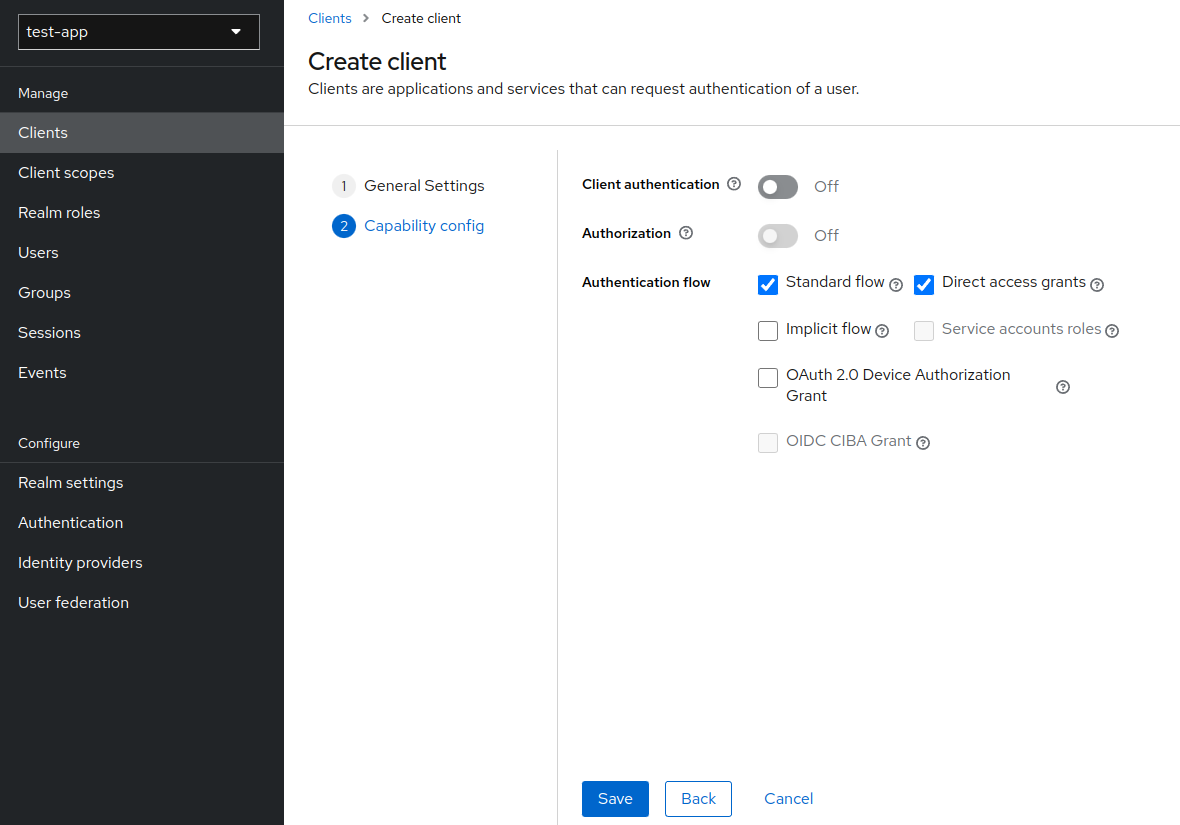 test-app
Manage
Clients
Client scopes
Realm roles
Users
Groups
Sessions
Events
Configure
Realm settings
Authentication
Identity providers
User federation
Clients > Create client
Create client
Clients are applications and services that can request authentication of a user.
1 General Settings
2 Capability config
Client authentication ? Off
Authorization ? Off
Authentication flow
Standard flow ? Direct access grants ?
Implicit flow ? Service accounts roles ?
OAuth 2.0 Device Authorization
Grant ?
OIDC CIBA Grant ?
Save Back Cancel